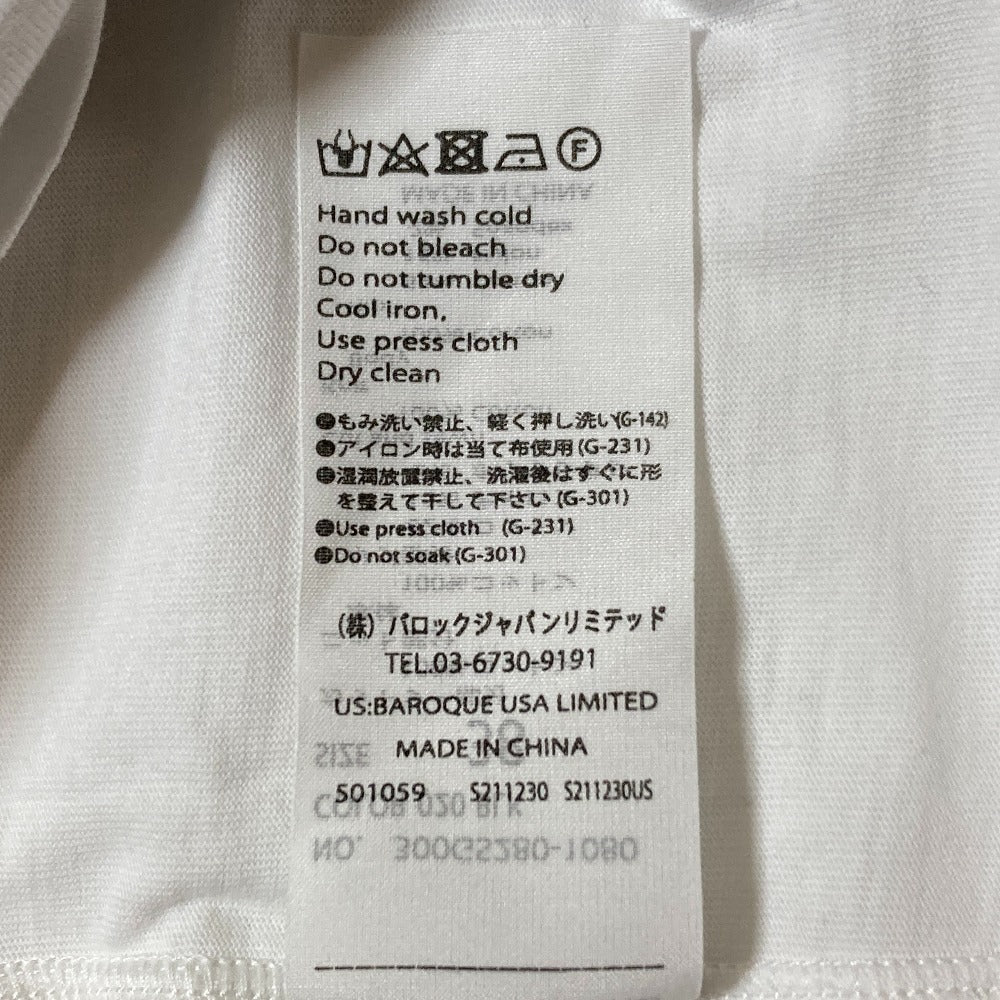 F
Hand wash cold
Do not bleach
Do not tumble dry
Cool iron,
Use press cloth
Dry clean
●もみ洗い禁止、軽く押し洗い(G-142)
●アイロン時は当て布使用(G-231)
●湿潤放置禁止、洗濯後はすぐに形
を整えて干して下さい(G-301)
●Use press cloth (G-231)
●Do not soak(G-301)
(株)バロックジャパンリミテッド
TEL.03-6730-9191
US:BAROQUE USA LIMITED
MADE IN CHINA
501059 S211230 S211230US